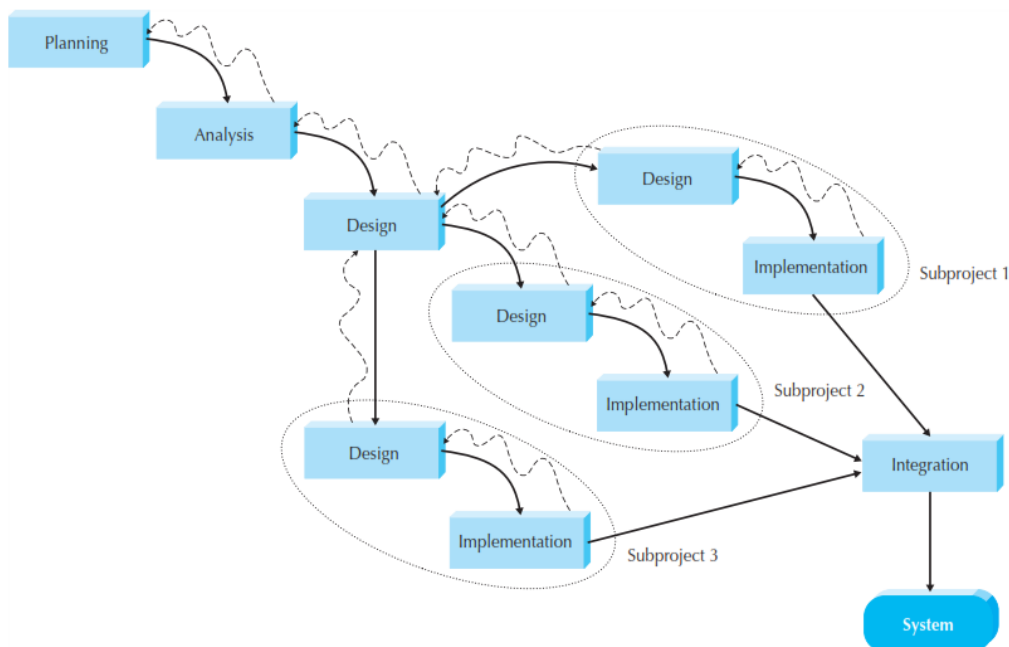 Planning
Analysis
Design
Design
Implementation
Subproject 1
Design
Implementation
Subproject 2
Design
Implementation
Subproject 3
Integration
System